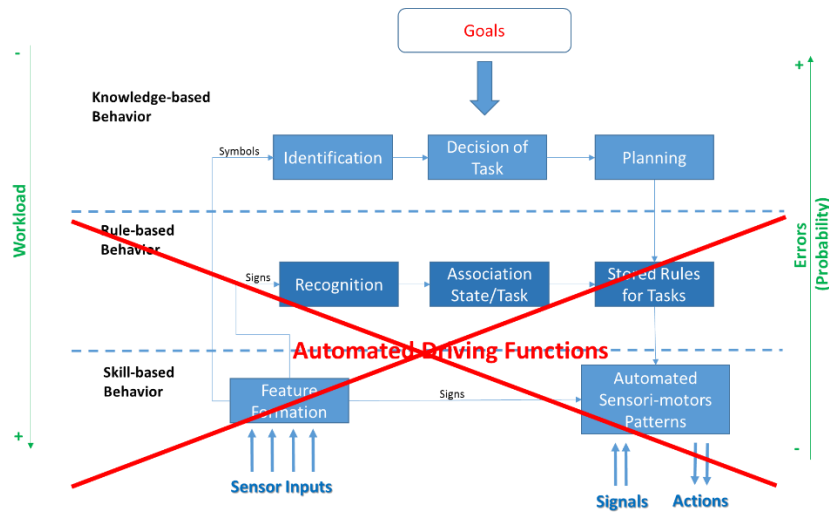 Goals
-
+
Knowledge-based
Behavior
Symbols
Identification
Decision of
Task
Planning
Workload
Errors
(Probability)
Rule-based
Behavior
Signs
Recognition
Association
State/Task
Stored Rules
for Tasks
Automated Driving Functions
Skill-based
Behavior
Feature
Formation
Signs
Automated
Sensori-motors
Patterns
+
-
Sensor Inputs
Signals
Actions